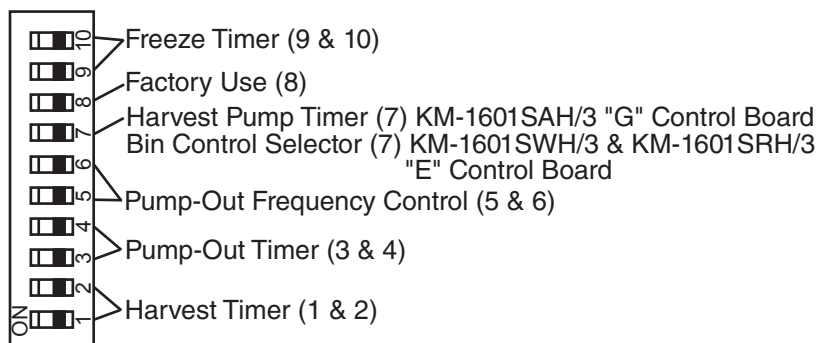 10
Freeze Timer (9 & 10)
9
8
Factory Use (8)
7
Harvest Pump Timer (7) KM-1601SAH/3 "G" Control Board
Bin Control Selector (7) KM-1601SWH/3 & KM-1601SRH/3
"E" Control Board
6
5
Pump-Out Frequency Control (5 & 6)
4
3
Pump-Out Timer (3 & 4)
2
1
Harvest Timer (1 & 2)
ON